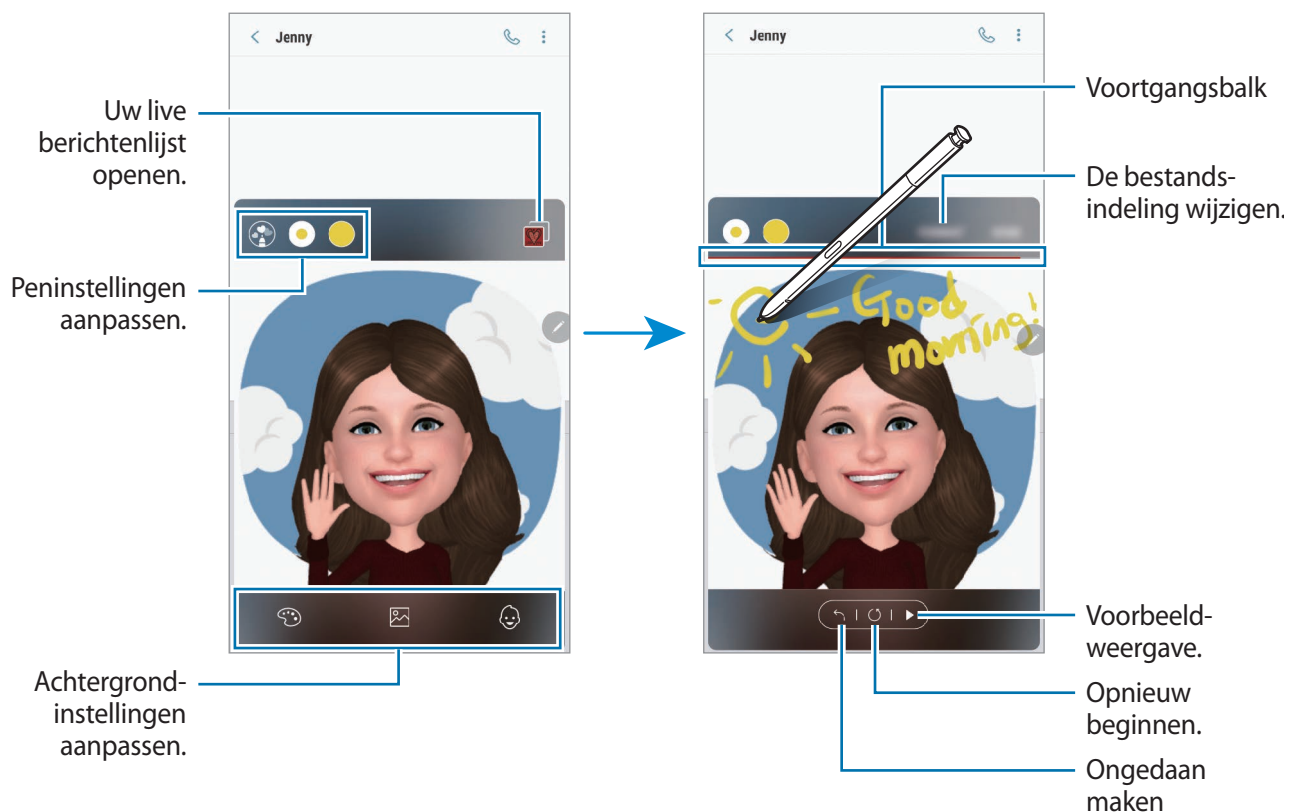 Jenny
Uw live
berichtenlijst
openen.
Peninstellingen
aanpassen.
Achtergrond-
instellingen
aanpassen.
Jenny
Voortgangsbalk
De bestands-
indeling wijzigen.
Good
morning!
Voorbeeld-
weergave.
Opnieuw
beginnen.
Ongedaan
maken